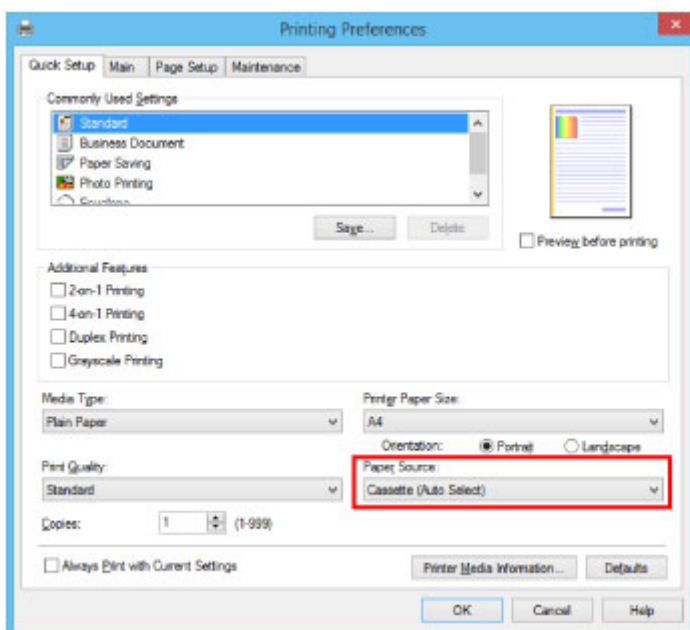 Printing Preferences
Quick Setup Main Page Setup Maintenance
Commonly Used Settings
Standard
Business Document
Paper Saving
Photo Printing
Envelope
Save... Delete
Preview before printing
Additional Features
2-on-1 Printing
4-on-1 Printing
Duplex Printing
Grayscale Printing
Media Type: Printer Paper Size:
Plain Paper A4
Orientation: Portrait Landscape
Print Quality: Paper Source:
Standard Cassette (Auto Select)
Copies: 1 (1-999)
Always Print with Current Settings Printer Media Information... Defaults
OK Cancel Help